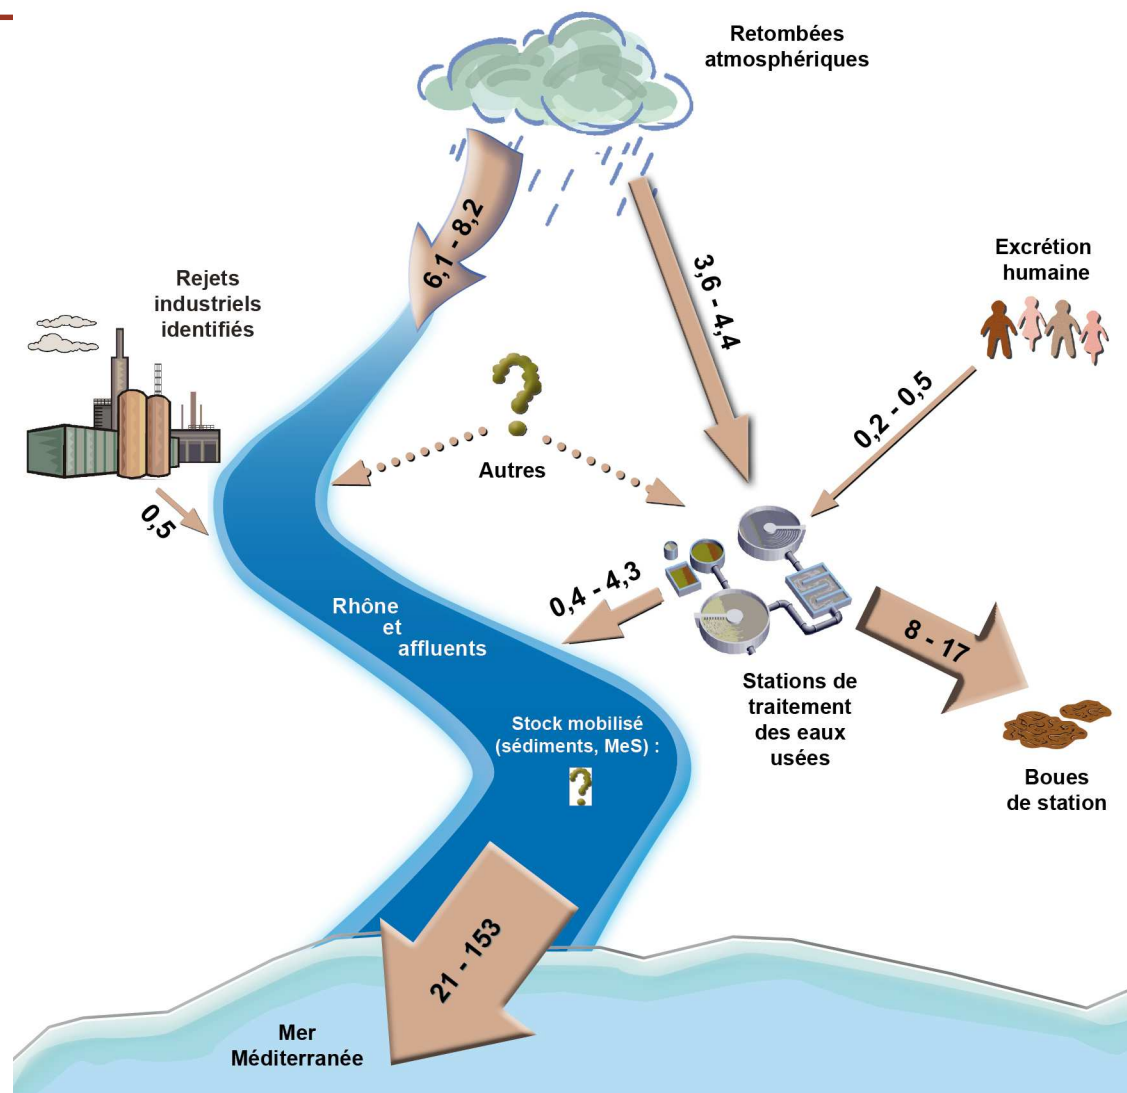 Retombées
atmosphériques
6,1 - 8,2
3,6 - 4,4
Excrétion
humaine
Rejets
industriels
identifiés
0,2 - 0,5
Autres
0,5
0,4 - 4,3
Rhône
et
affluents
8 - 17
Stations de
traitement
des eaux
usées
Stock mobilisé
(sédiments, MeS) :
?
Boues
de station
21 - 153
Mer
Méditerranée